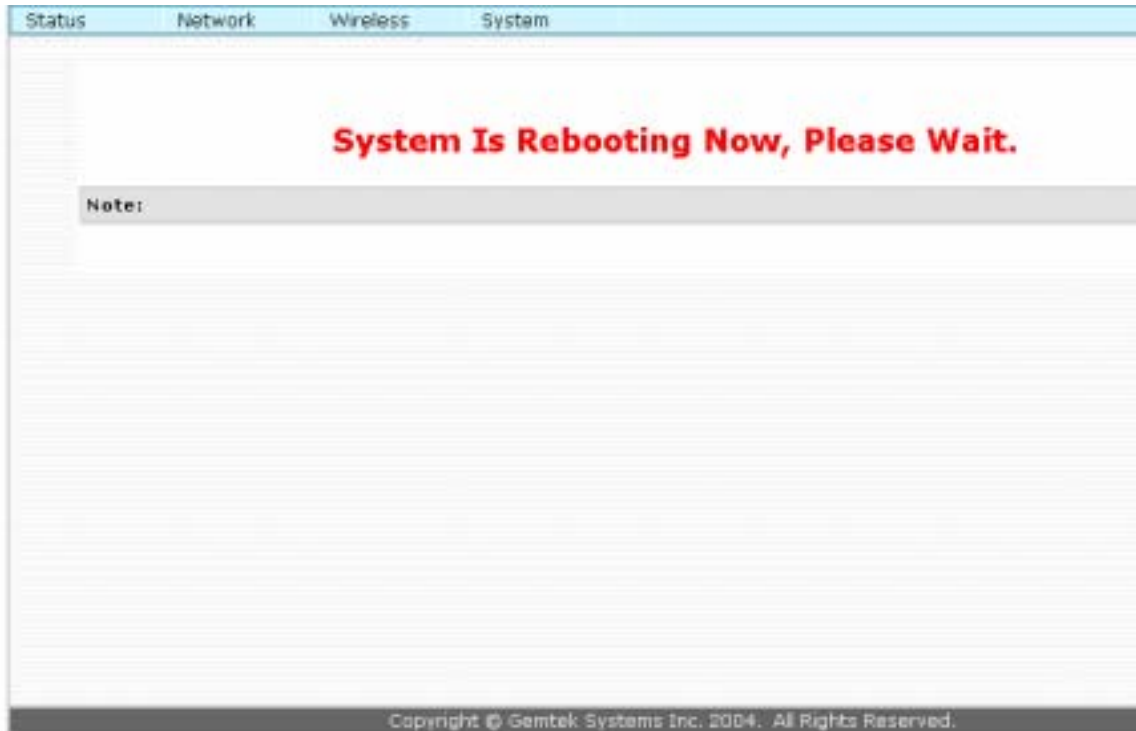 Status Network Wireless System
System Is Rebooting Now, Please Wait.
Note:
Copyright © Gemtek Systems Inc. 2004. All Rights Reserved.